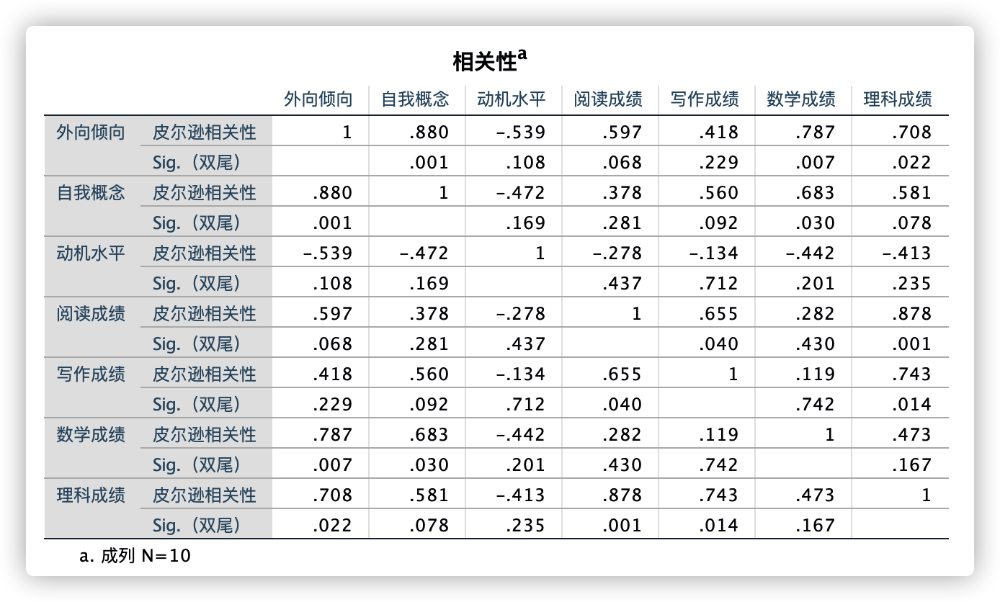 相关性a
外向倾向 自我概念 动机水平 阅读成绩 写作成绩 数学成绩 理科成绩
外向倾向 皮尔逊相关性 1 .880 -.539 .597 .418 .787 .708
Sig.（双尾） .001 .108 .068 .229 .007 .022
自我概念 皮尔逊相关性 .880 1 -.472 .378 .560 .683 .581
Sig.（双尾） .001 .169 .281 .092 .030 .078
动机水平 皮尔逊相关性 -.539 -.472 1 -.278 -.134 -.442 -.413
Sig.（双尾） .108 .169 .437 .712 .201 .235
阅读成绩 皮尔逊相关性 .597 .378 -.278 1 .655 .282 .878
Sig.（双尾） .068 .281 .437 .040 .430 .001
写作成绩 皮尔逊相关性 .418 .560 -.134 .655 1 .119 .743
Sig.（双尾） .229 .092 .712 .040 .742 .014
数学成绩 皮尔逊相关性 .787 .683 -.442 .282 .119 1 .473
Sig.（双尾） .007 .030 .201 .430 .742 .167
理科成绩 皮尔逊相关性 .708 .581 -.413 .878 .743 .473 1
Sig.（双尾） .022 .078 .235 .001 .014 .167
a. 成列 N=10